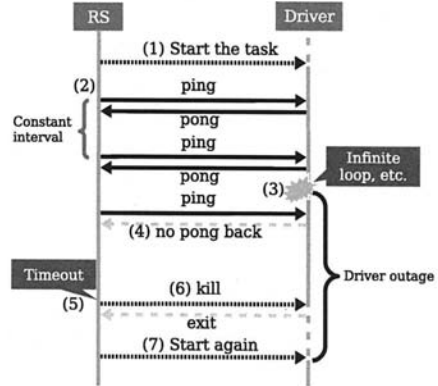 RS Driver
(1) Start the task
(2) ping
Constant interval
pong
ping
pong
Infinite loop, etc.
(3)
ping
(4) no pong back
Driver outage
Timeout
(5)
(6) kill
exit
(7) Start again